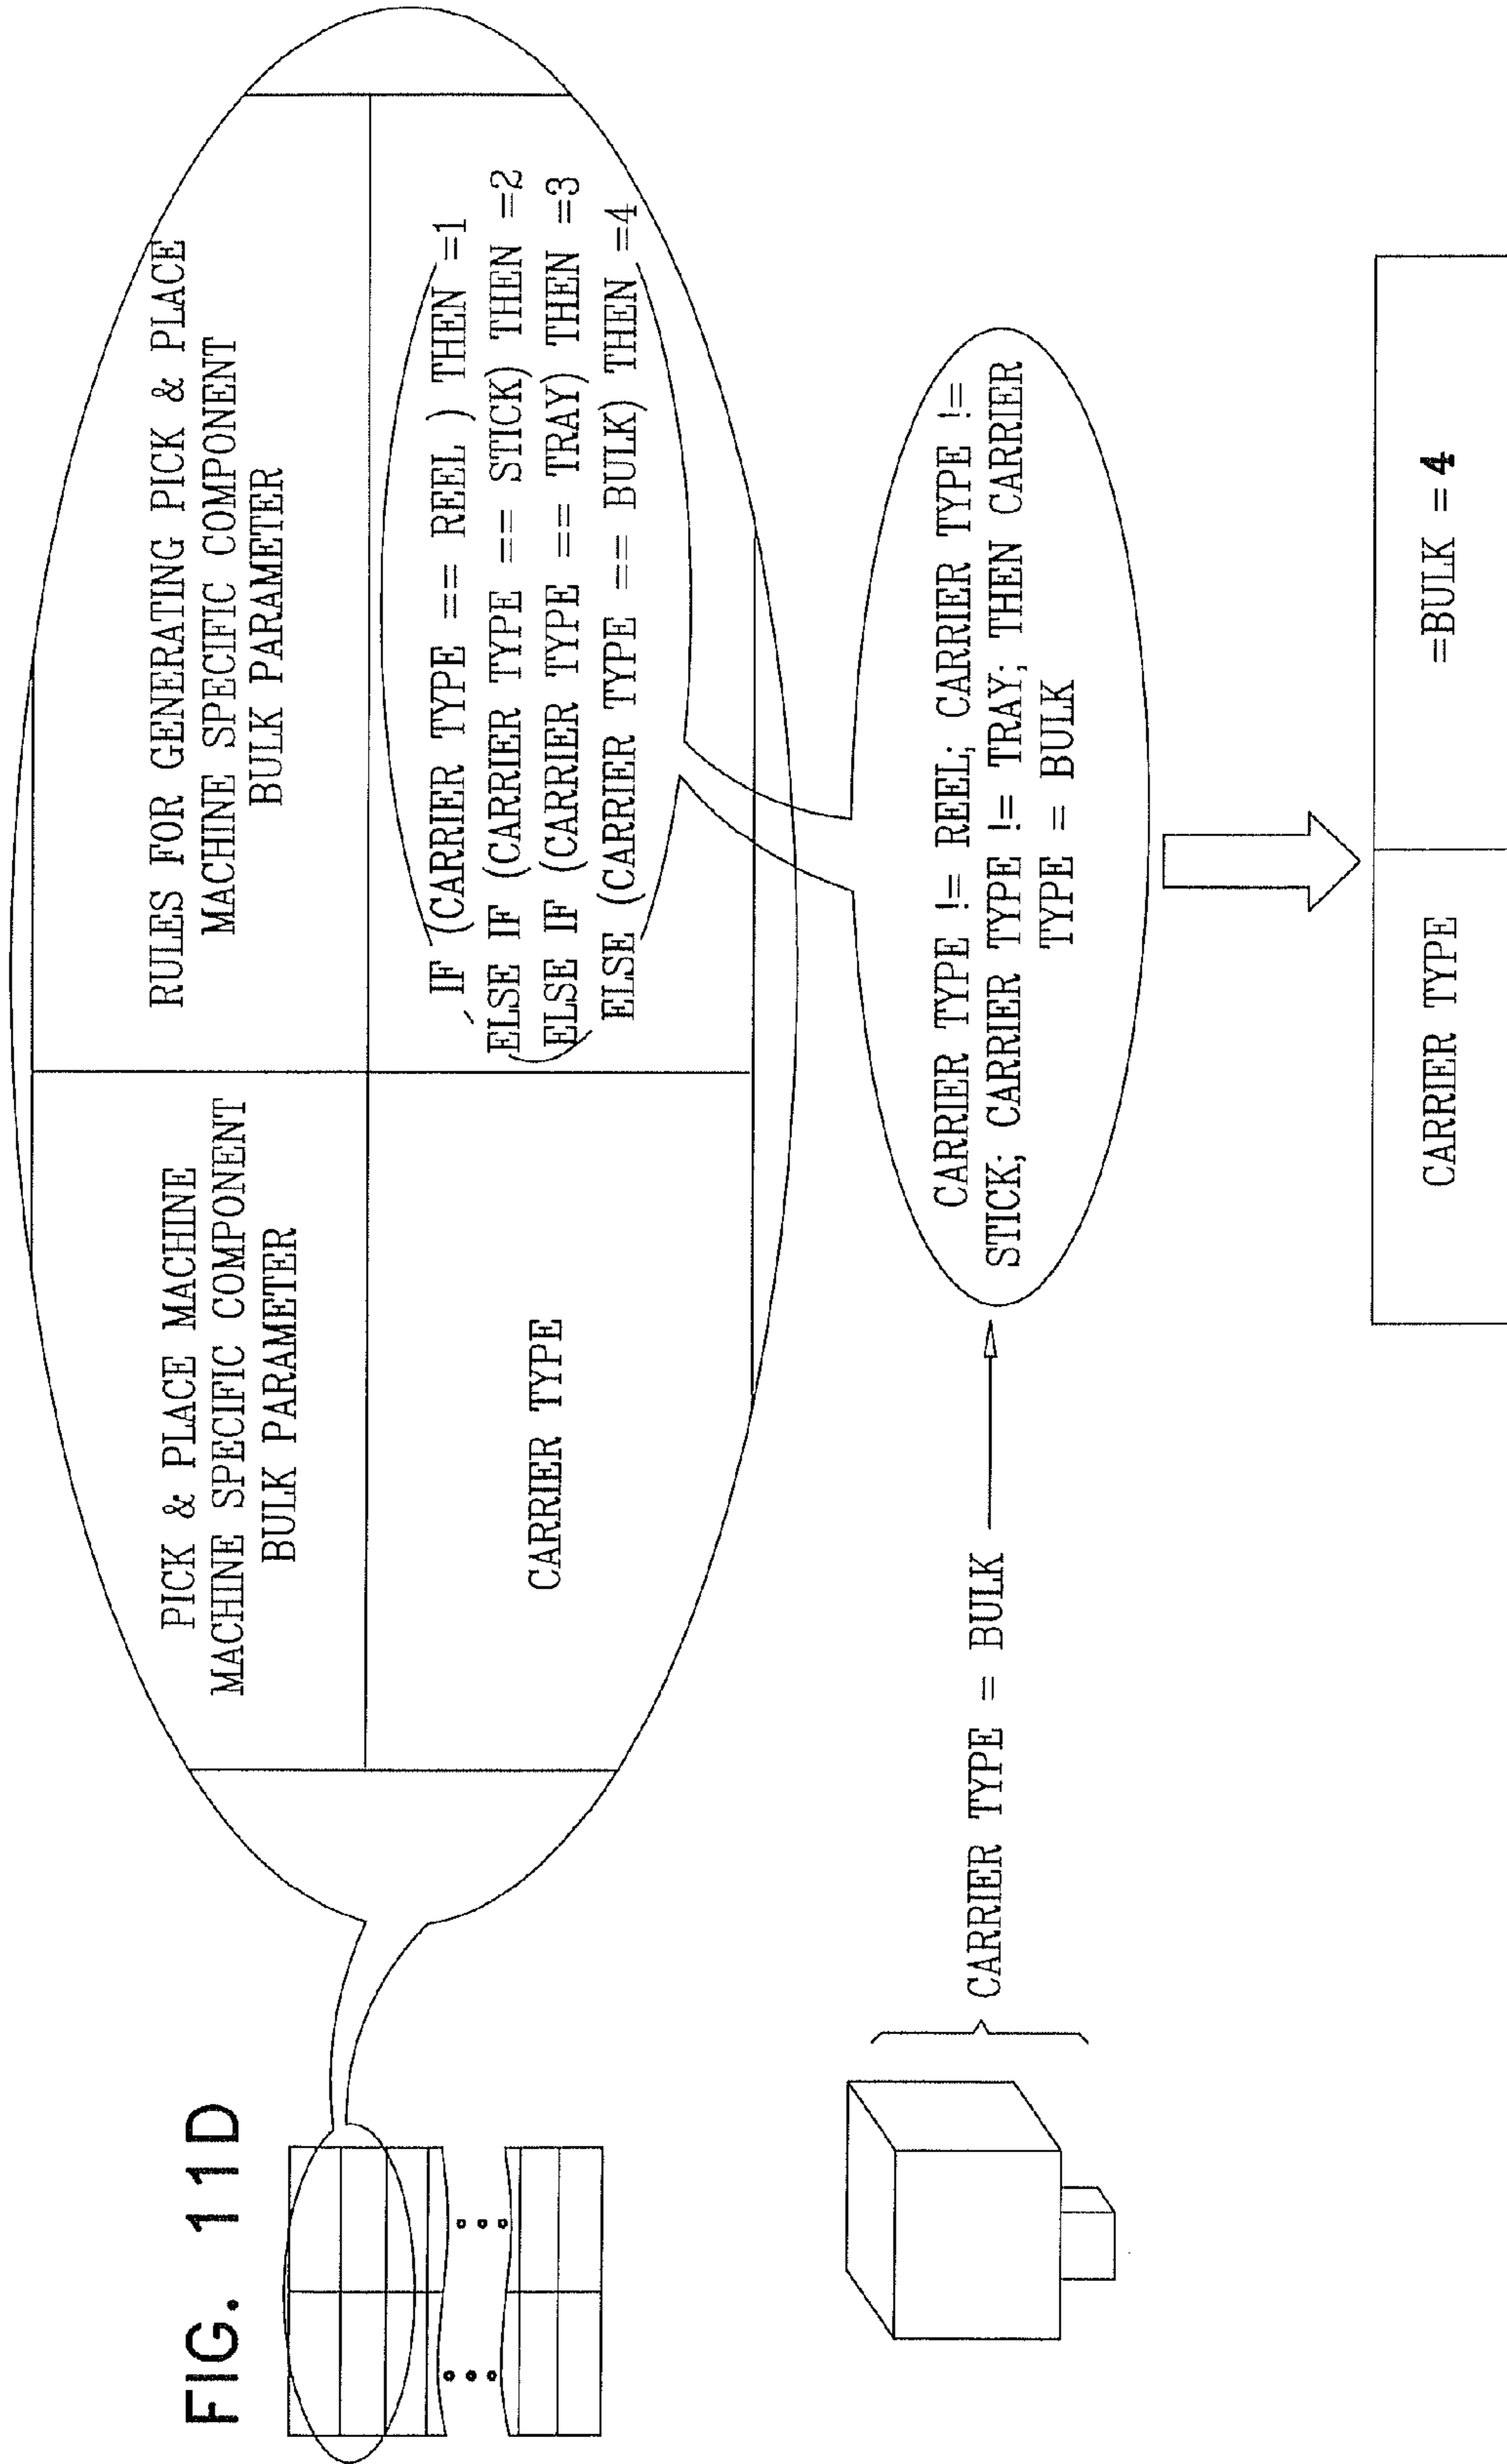 FIG. 11D
PICK & PLACE MACHINE
MACHINE SPECIFIC COMPONENT
BULK PARAMETER
RULES FOR GENERATING PICK & PLACE
MACHINE SPECIFIC COMPONENT
BULK PARAMETER
CARRIER TYPE
IF (CARRIER TYPE == REEL ) THEN =1
ELSE IF (CARRIER TYPE == STICK) THEN =2
ELSE IF (CARRIER TYPE == TRAY) THEN =3
ELSE (CARRIER TYPE == BULK) THEN =4
CARRIER TYPE = BULK
CARRIER TYPE != REEL; CARRIER TYPE !=
STICK; CARRIER TYPE != TRAY; THEN CARRIER
TYPE = BULK
CARRIER TYPE
=BULK =4